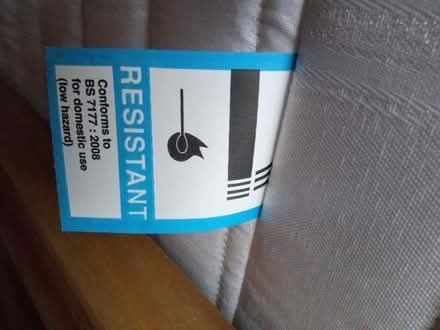 RESISTANT
Conforms to
BS 7177 : 2008
for domestic use
(low hazard)